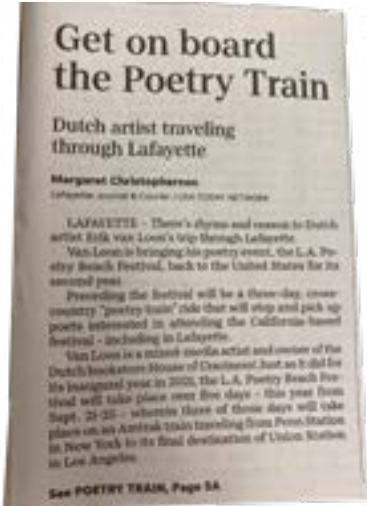 Get on board
the Poetry Train
Dutch artist traveling
through Lafayette
Margaret Christopherson
Lafayette Journal & Courier | USA TODAY NETWORK
LAFAYETTE – There's rhyme and reason to Dutch
artist Erik van Loon's trip through Lafayette.
Van Loon is bringing his poetry event, the L.A. Po-
etry Beach Festival, back to the United States for its
second year.
Preceding the festival will be a three-day, cross-
country "poetry train" ride that will stop and pick up
poets interested in attending the California-based
festival – including in Lafayette.
Van Loon is a mixed-media artist and owner of the
Dutch bookstore House of Cracisme! Just as it did for
its inaugural year in the L.A. Poetry Beach Fes-
tival will take place over five days – this year from
Sept. 21-25 – wherein three of those days will take
place on an Amtrak train traveling from Penn Station
in New York to its final destination of Union Station
in Los Angeles.
See POETRY TRAIN, Page 5A